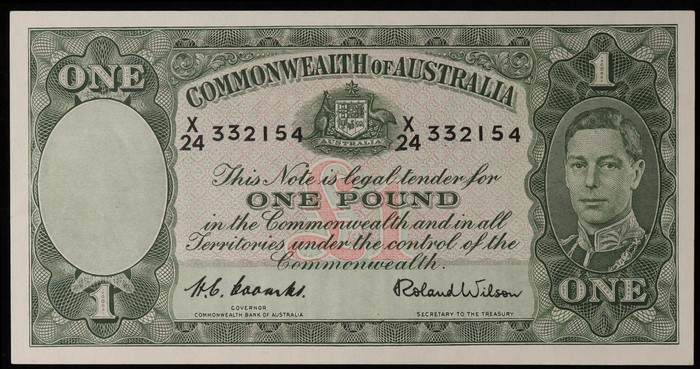 ONE
COMMONWEALTH OF AUSTRALIA
1
X
24 332154
X
24 332154
AUSTRALIA
This Note is legal tender for
ONE POUND
in the Commonwealth and in all
Territories under the control of the
Commonwealth.
£1
H.C. Coombs.
GOVERNOR
COMMONWEALTH BANK OF AUSTRALIA
Roland Wilson
SECRETARY TO THE TREASURY
1
ONE